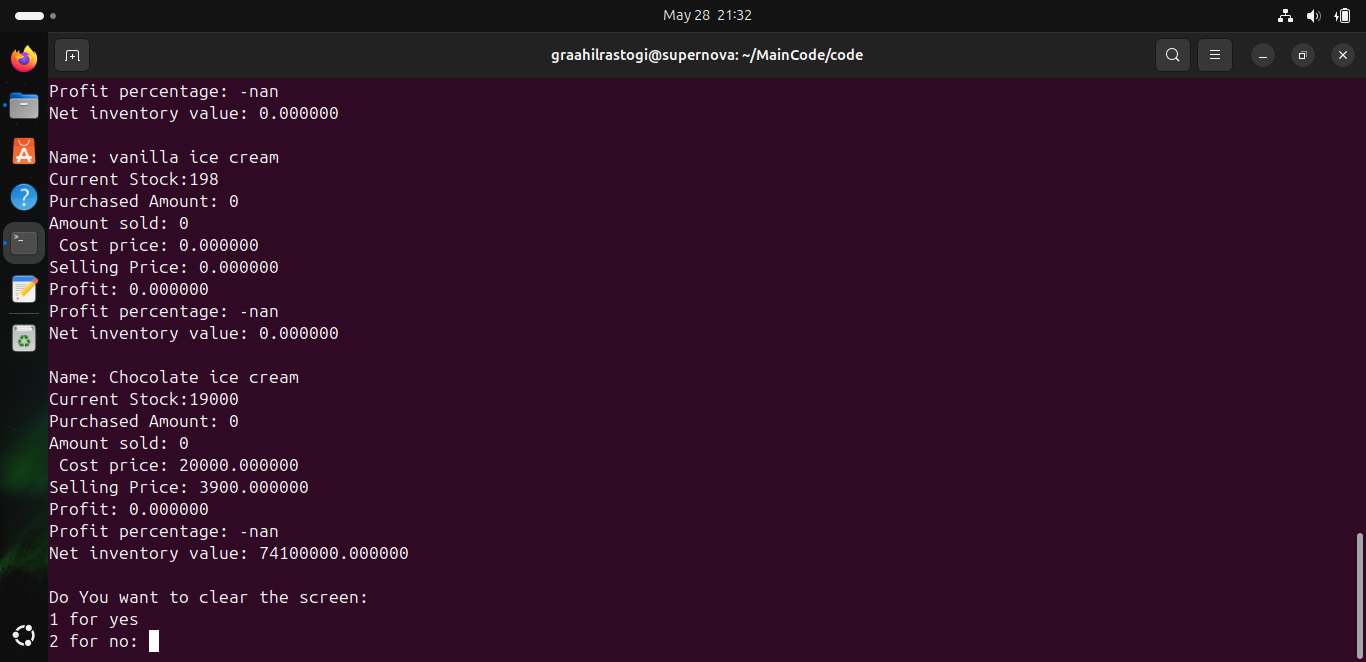 May 28 21:32
graahilrastogi@supernova: ~/MainCode/code
Profit percentage: -nan
Net inventory value: 0.000000
Name: vanilla ice cream
Current Stock:198
Purchased Amount: 0
Amount sold: 0
Cost price: 0.000000
Selling Price: 0.000000
Profit: 0.000000
Profit percentage: -nan
Net inventory value: 0.000000
Name: Chocolate ice cream
Current Stock:19000
Purchased Amount: 0
Amount sold: 0
Cost price: 20000.000000
Selling Price: 3900.000000
Profit: 0.000000
Profit percentage: -nan
Net inventory value: 74100000.000000
Do You want to clear the screen:
1 for yes
2 for no: